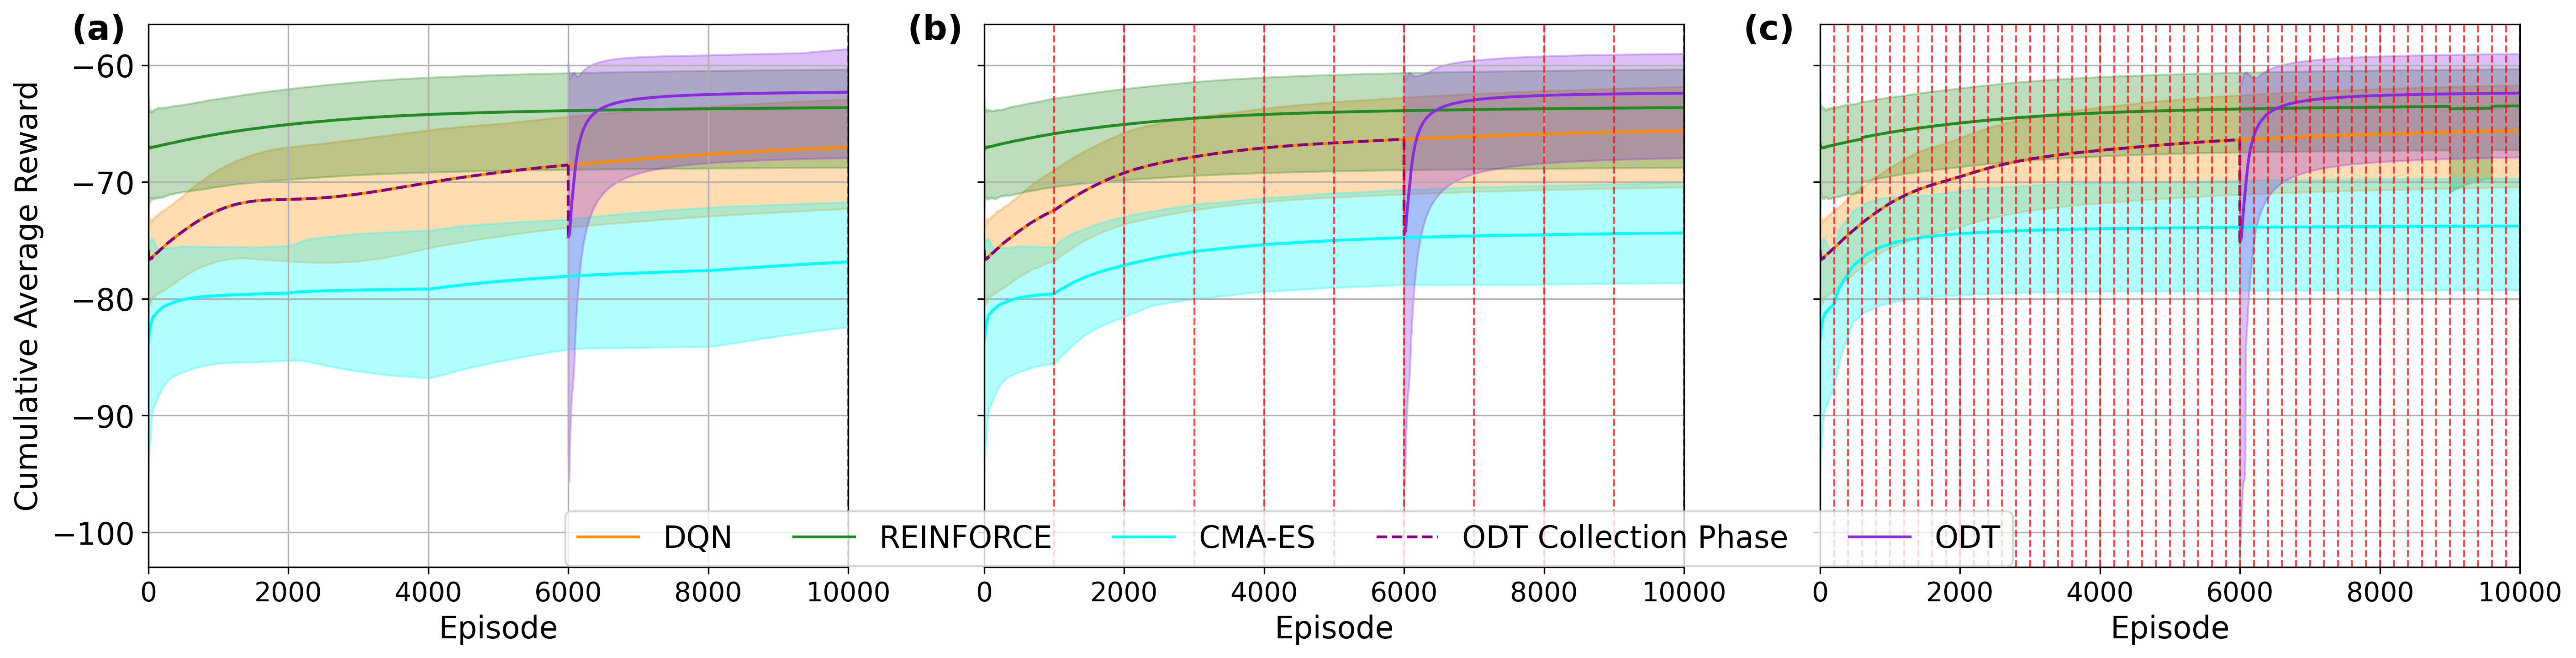 (a) (b) (c)
Cumulative Average Reward
−60
−70
−80
−90
−100
DQN REINFORCE CMA-ES ODT Collection Phase ODT
0 2000 4000 6000 8000 10000 0 2000 4000 6000 8000 10000 0 2000 4000 6000 8000 10000
Episode Episode Episode